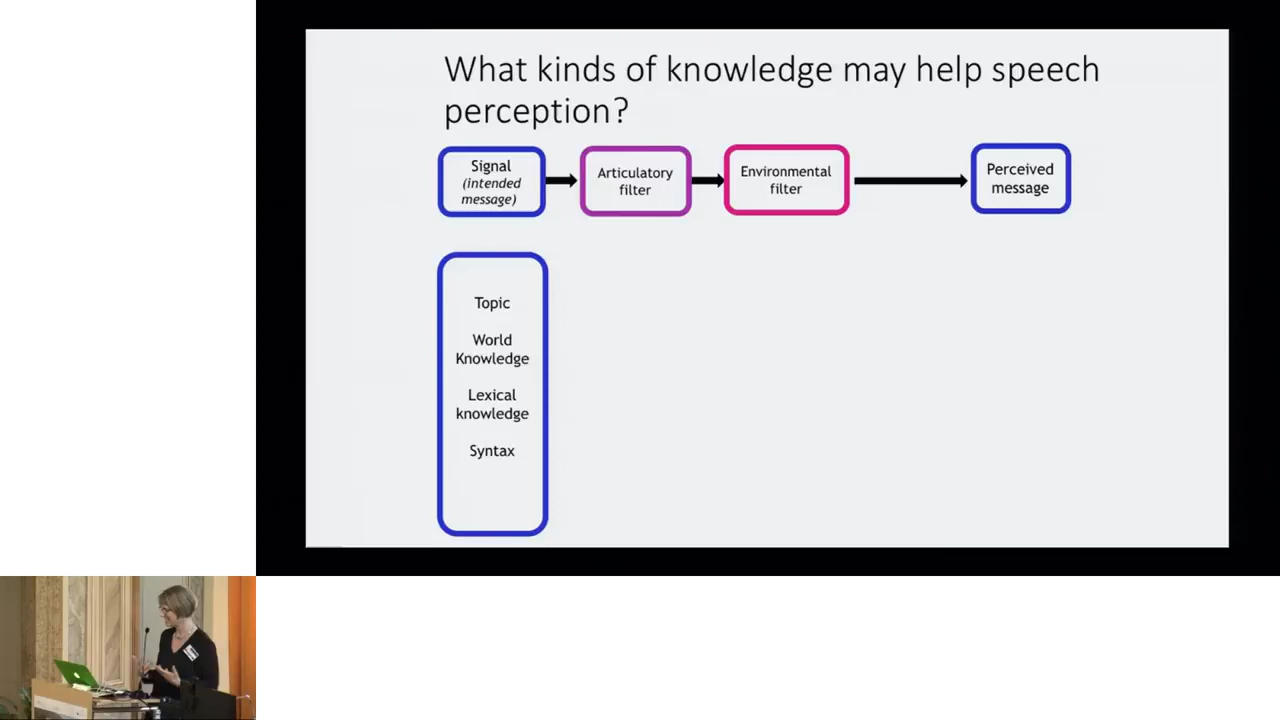 What kinds of knowledge may help speech
perception?
Signal
(intended
message)
Articulatory
filter
Environmental
filter
Perceived
message
Topic
World
Knowledge
Lexical
knowledge
Syntax